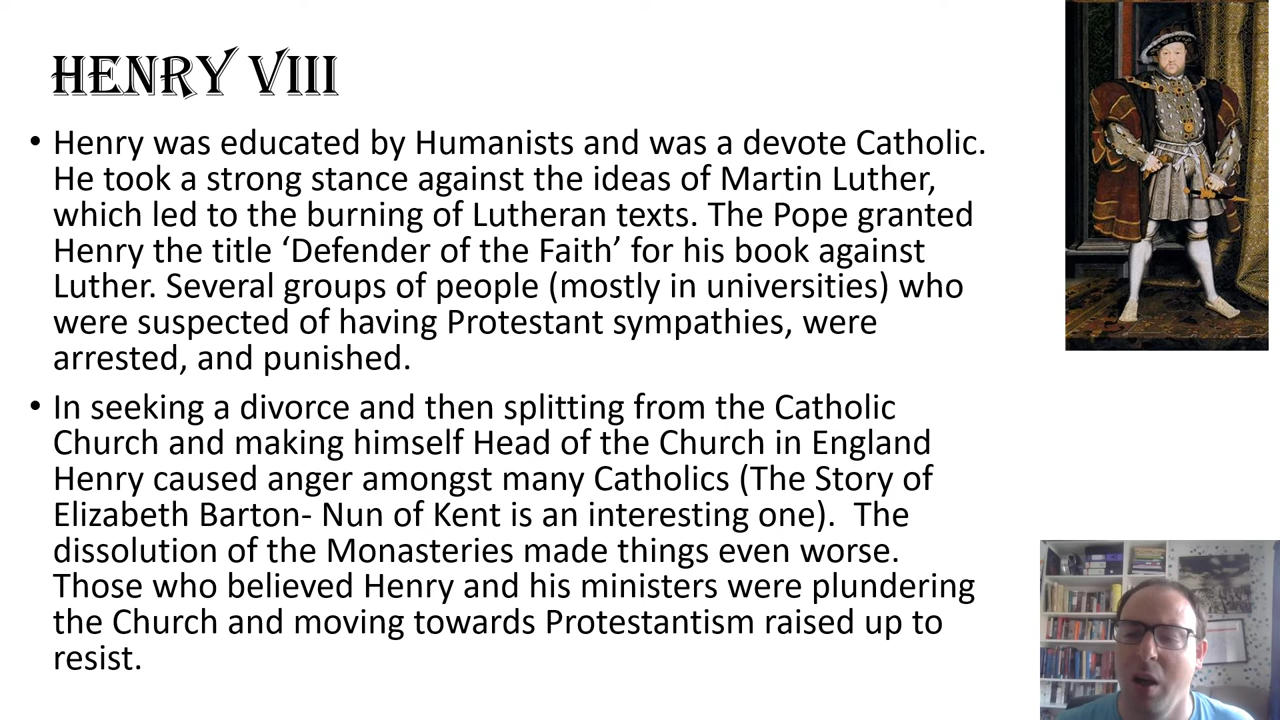 HENRY VIII
• Henry was educated by Humanists and was a devote Catholic.
He took a strong stance against the ideas of Martin Luther,
which led to the burning of Lutheran texts. The Pope granted
Henry the title ‘Defender of the Faith’ for his book against
Luther. Several groups of people (mostly in universities) who
were suspected of having Protestant sympathies, were
arrested, and punished.
• In seeking a divorce and then splitting from the Catholic
Church and making himself Head of the Church in England
Henry caused anger amongst many Catholics (The Story of
Elizabeth Barton- Nun of Kent is an interesting one).  The
dissolution of the Monasteries made things even worse.
Those who believed Henry and his ministers were plundering
the Church and moving towards Protestantism raised up to
resist.